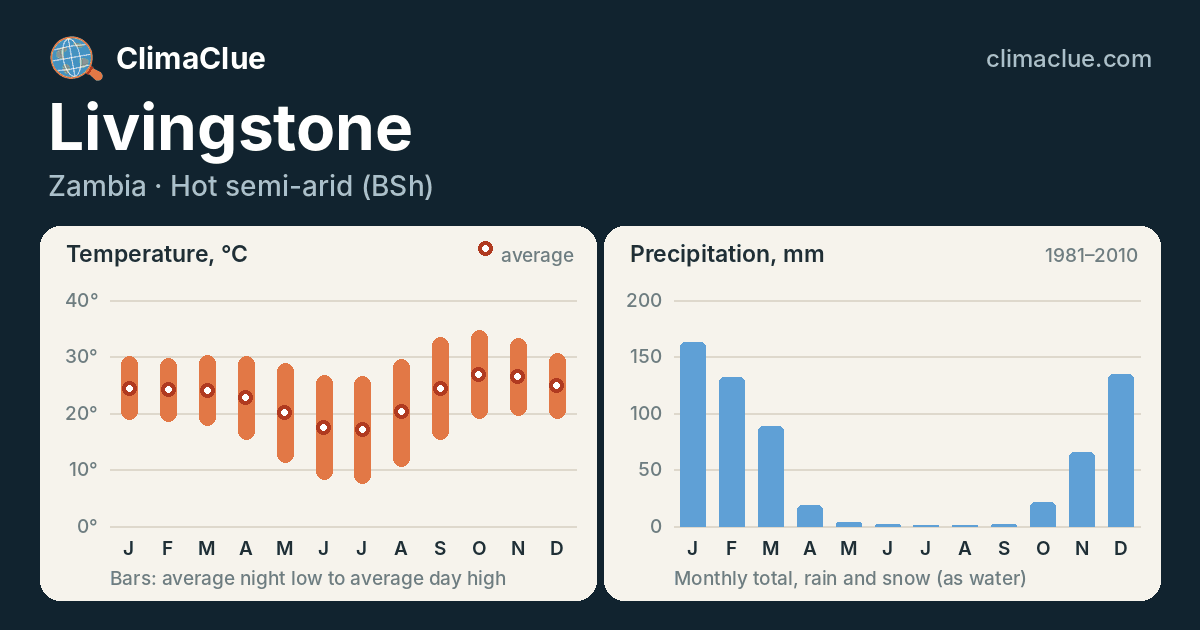 ClimaClue
climaclue.com
Livingstone
Zambia · Hot semi-arid (BSh)
Temperature, °C
average
40°
30°
20°
10°
0°
J F M A M J J A S O N D
Bars: average night low to average day high
Precipitation, mm
1981–2010
200
150
100
50
0
J F M A M J J A S O N D
Monthly total, rain and snow (as water)